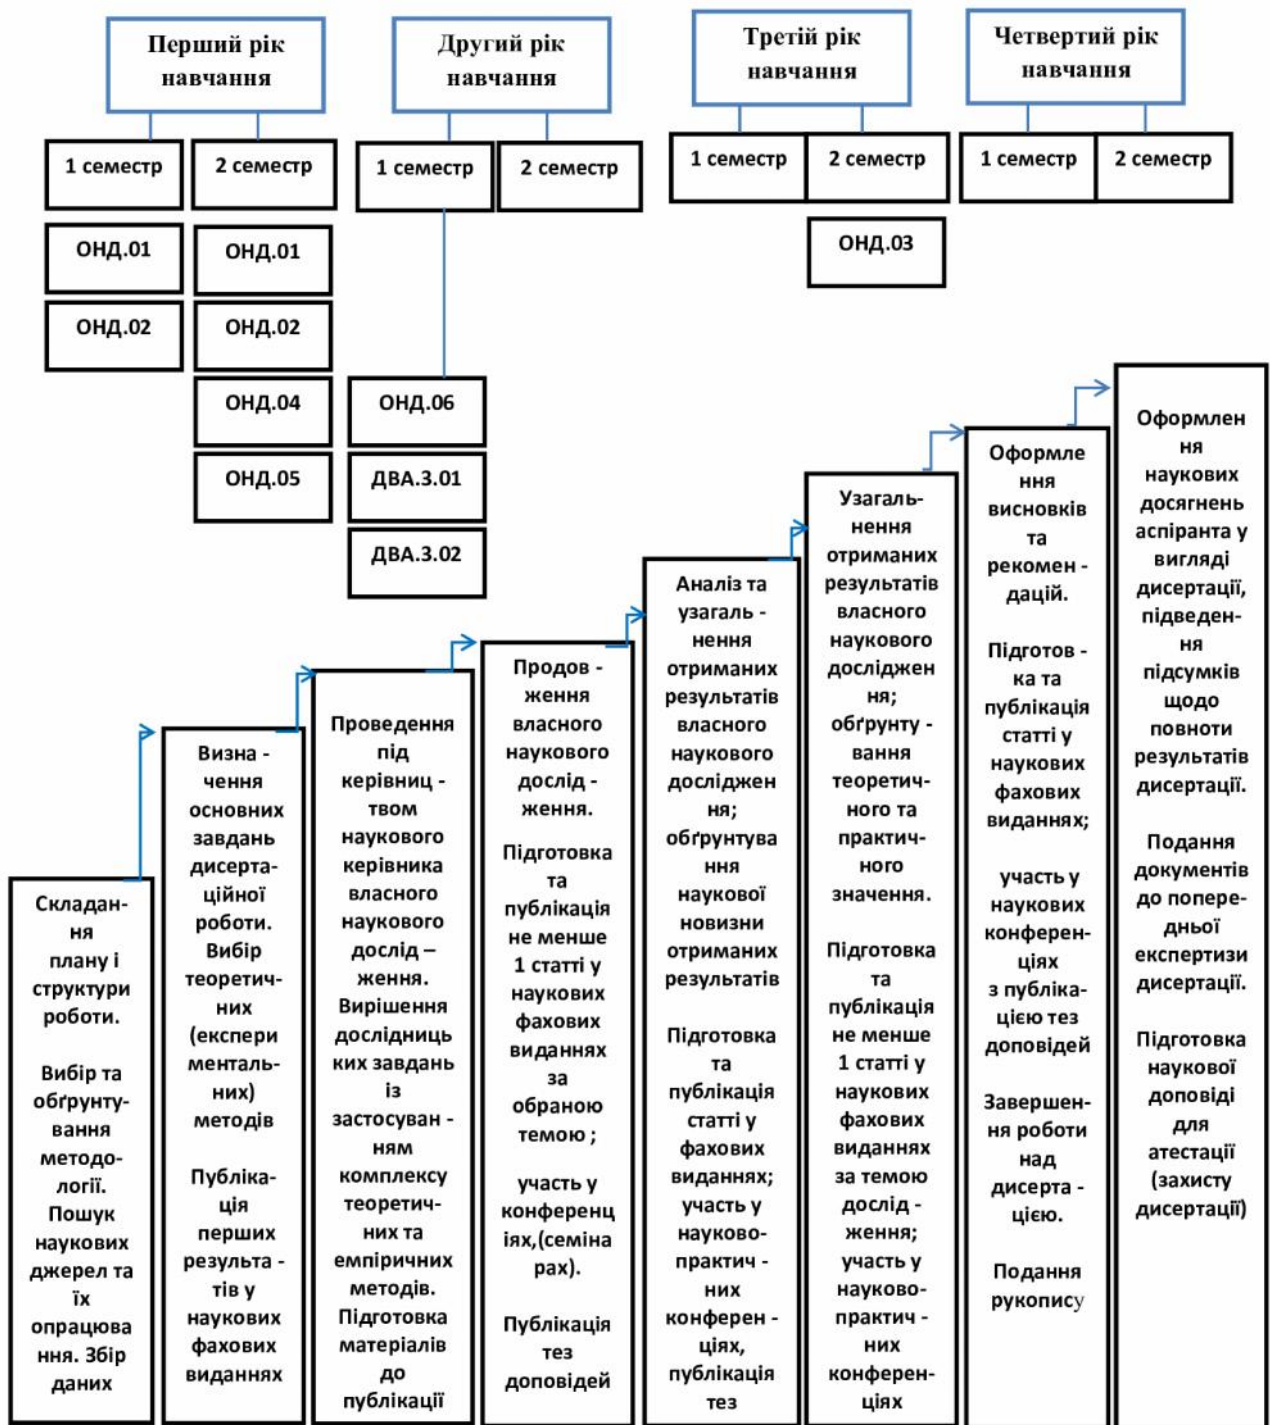 Перший рік
навчання
Другий рік
навчання
Третій рік
навчання
Четвертий рік
навчання
1 семестр
2 семестр
1 семестр
2 семестр
1 семестр
2 семестр
1 семестр
2 семестр
ОНД.01
ОНД.02
ОНД.01
ОНД.02
ОНД.04
ОНД.05
ОНД.06
ДВА.3.01
ДВА.3.02
ОНД.03
Складан-
ня
плану і
структури
роботи.
Вибір та
обґрунту-
вання
методо-
логії.
Пошук
наукових
джерел та
їх
опрацюва
ння. Збір
даних
Визна - 
чення
основних
завдань
дисерта-
ційної
роботи.
Вибір
теоретич-
них
(експери
менталь-
них)
методів
Публіка-
ція
перших
результа -
тів у
наукових
фахових
виданнях
Проведення
під
керівниц -
твом
наукового
керівника
власного
наукового
дослід –
ження.
Вирішення
дослідниць
ких завдань
із
застосуван -
ням
комплексу
теоретич-
них та
емпіричних
методів.
Підготовка
матеріалів
до
публікації
Продов -
ження
власного
наукового
дослід -
ження.
Підготовка
та
публікація
не менше
1 статті у
наукових
фахових
виданнях
за
обраною
темою ;
участь у
конференц
іях,(семіна
рах).
Публікація
тез
доповідей
Аналіз та
узагаль -
нення
отриманих
результатів
власного
наукового
досліджен
ня;
обґрунтува
ння
наукової
новизни
отриманих
результатів
Підготовка
та
публікація
статті у
фахових
виданнях;
участь у
науково-
практич -
них
конферен -
ціях,
публікація
тез
Узагаль-
нення
отриманих
результатів
власного
наукового
досліджен
ня;
обґрунту -
вання
теоретич-
ного та
практич-
ного
значення.
Підготовка
та
публікація
не менше
1 статті у
наукових
фахових
виданнях
за темою
дослід -
ження;
участь у
науково-
практич -
них
конферен-
ціях
Оформле
ння
висновків
та
рекомен -
дацій.
Підготов -
ка та
публікація
статті у
наукових
фахових
виданнях;
участь у
наукових
конферен-
ціях
з публіка-
цією тез
доповідей
Завершен-
ня роботи
над
дисерта -
цією.
Подання
рукопису
Оформлен
ня
наукових
досягнень
аспіранта у
вигляді
дисертації,
підведен-
ня
підсумків
щодо
повноти
результатів
дисертації.
Подання
документів
до попере-
дньої
експертизи
дисертації.
Підготовка
наукової
доповіді
для
атестації
(захисту
дисертації)